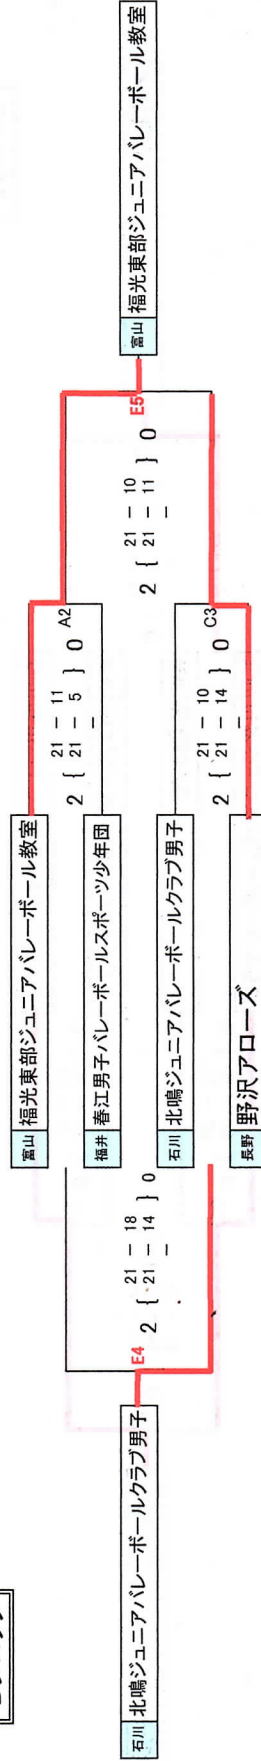 石川 北鳴ジュニアバレーボールクラブ男子
E4
2 { 21 - 18 } 0
21 - 14
-
富山 福光東部ジュニアバレーボール教室
福井 春江男子バレーボールスポーツ少年団
石川 北鳴ジュニアバレーボールクラブ男子
長野 野沢アローズ
A2
2 { 21 - 11 } 0
21 - 5
-
C3
2 { 21 - 10 } 0
21 - 14
-
E5
2 { 21 - 10 } 0
21 - 11
-
富山 福光東部ジュニアバレーボール教室